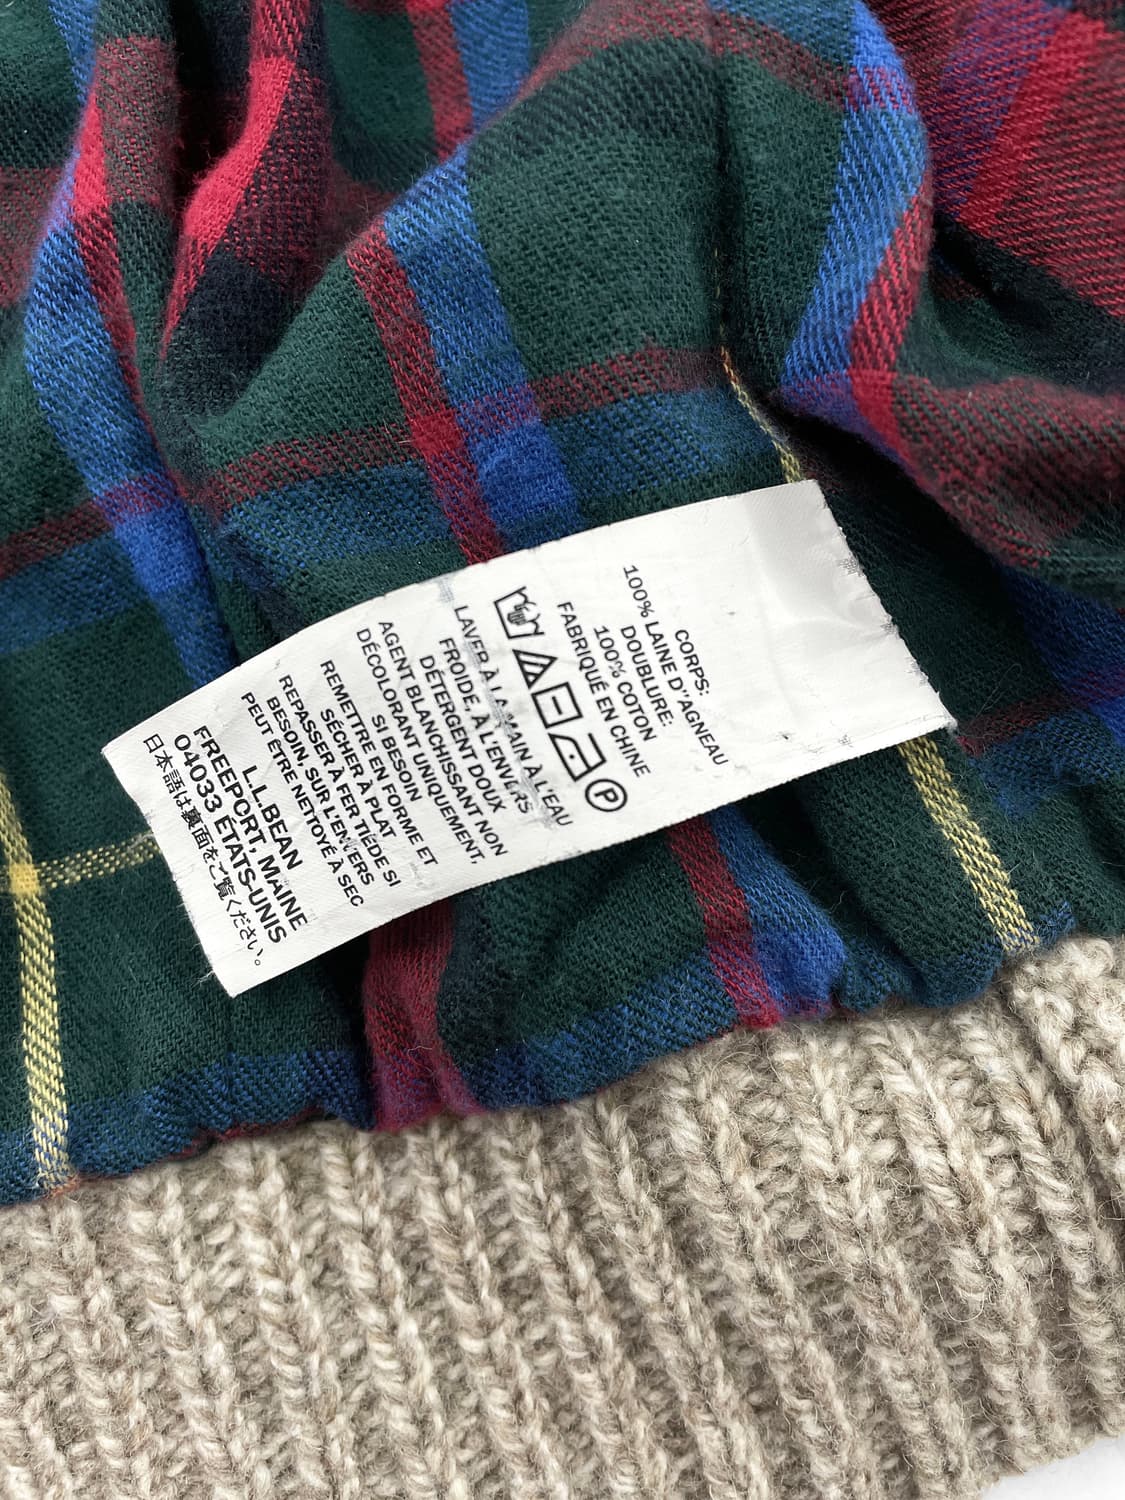 CORPS:
100% LAINE D'AGNEAU
DOUBLURE:
100% COTON
FABRIQUÉ EN CHINE
P
LAVER À LA MAIN À L'EAU
FROIDE, À L'ENVERS
DÉTERGENT DOUX
AGENT BLANCHISSANT NON
DÉCOLORANT UNIQUEMENT,
SI BESOIN
REMETTRE EN FORME ET
SÉCHER À PLAT
REPASSER À FER TIÈDE SI
BESOIN, SUR L'ENVERS
PEUT ÊTRE NETTOYÉ À SEC
L.L.BEAN
FREEPORT, MAINE
04033 ÉTATS-UNIS
日本語は裏面をご覧ください。